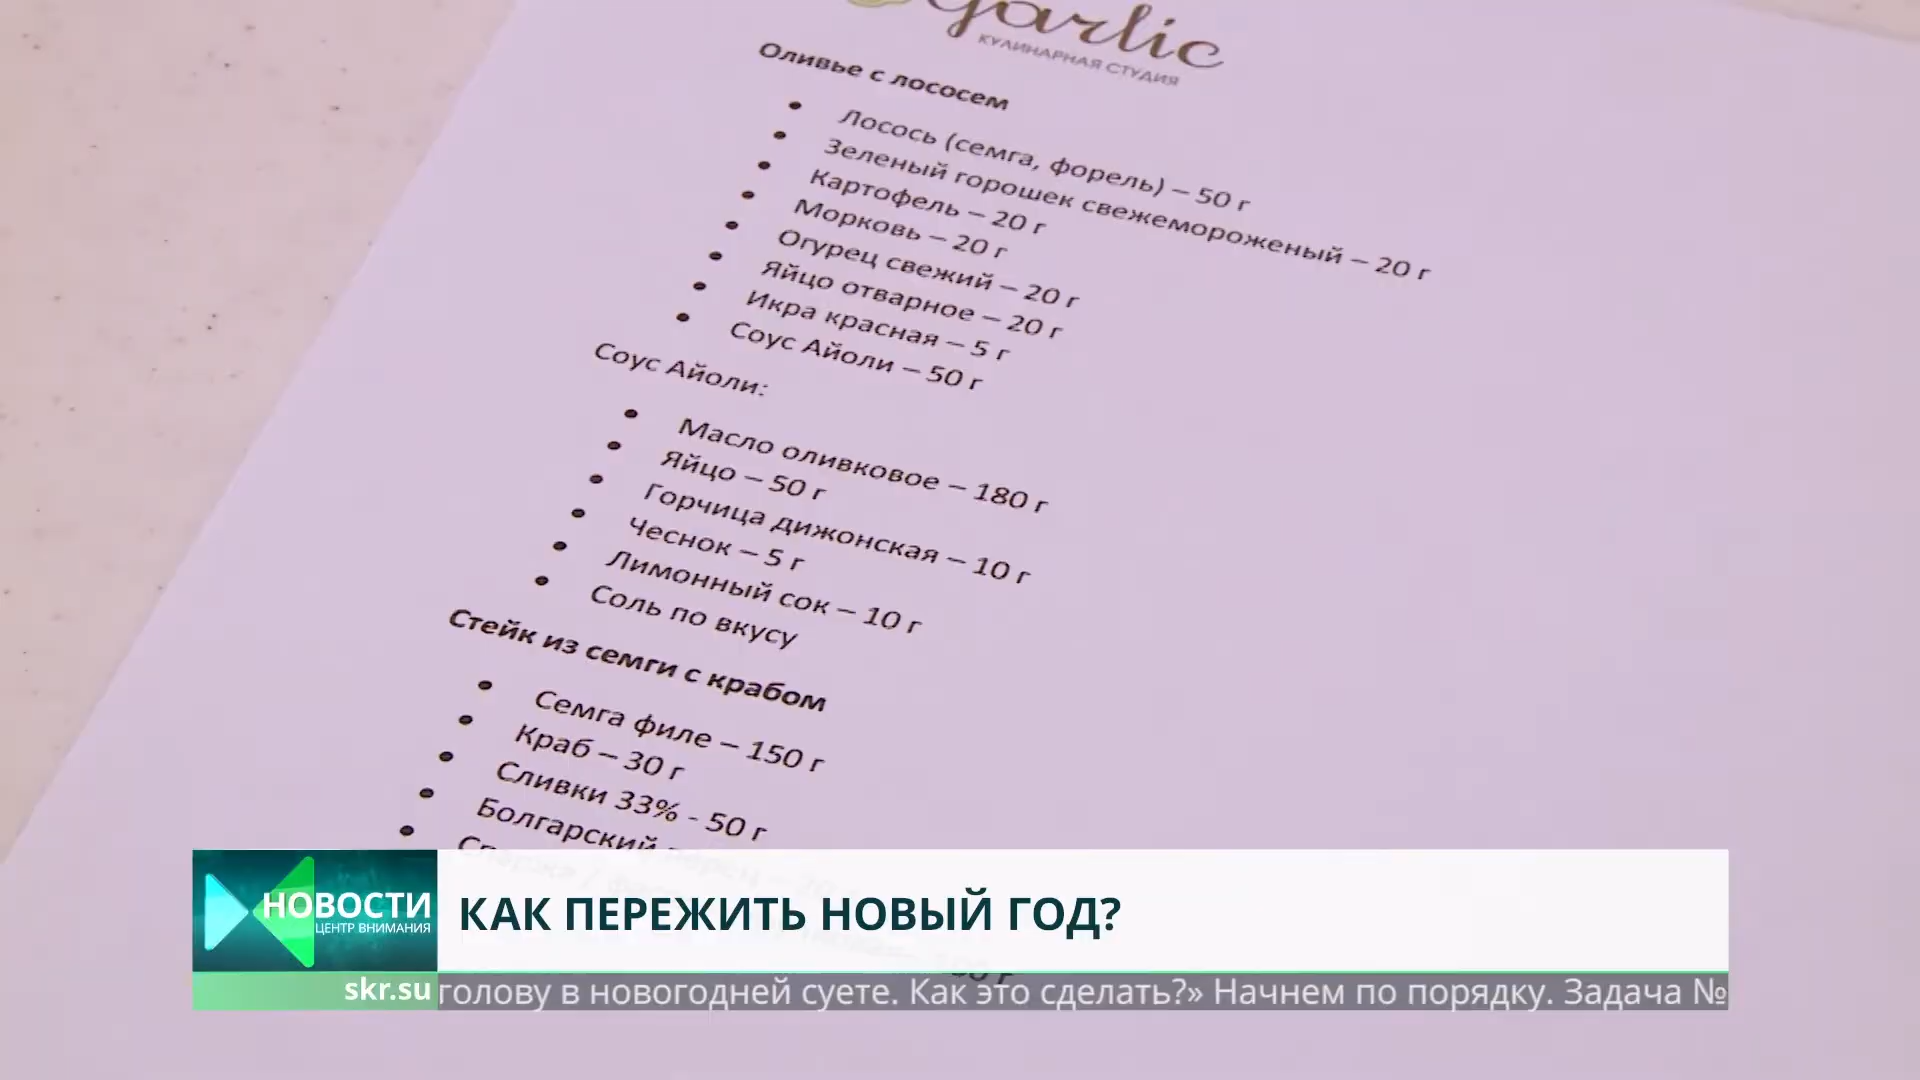 garlic
КУЛИНАРНАЯ СТУДИЯ
Оливье с лососем
• Лосось (семга, форель) – 50 г
• Зеленый горошек свежемороженый – 20 г
• Картофель – 20 г
• Морковь – 20 г
• Огурец свежий – 20 г
• Яйцо отварное – 20 г
• Икра красная – 5 г
• Соус Айоли – 50 г
Соус Айоли:
• Масло оливковое – 180 г
• Яйцо – 50 г
• Горчица дижонская – 10 г
• Чеснок – 5 г
• Лимонный сок – 10 г
• Соль по вкусу
Стейк из семги с крабом
• Семга филе – 150 г
• Краб – 30 г
• Сливки 33% - 50 г
• Болгарский
НОВОСТИ
ЦЕНТР ВНИМАНИЯ
КАК ПЕРЕЖИТЬ НОВЫЙ ГОД?
skr.su
голову в новогодней суете. Как это сделать?» Начнем по порядку. Задача №